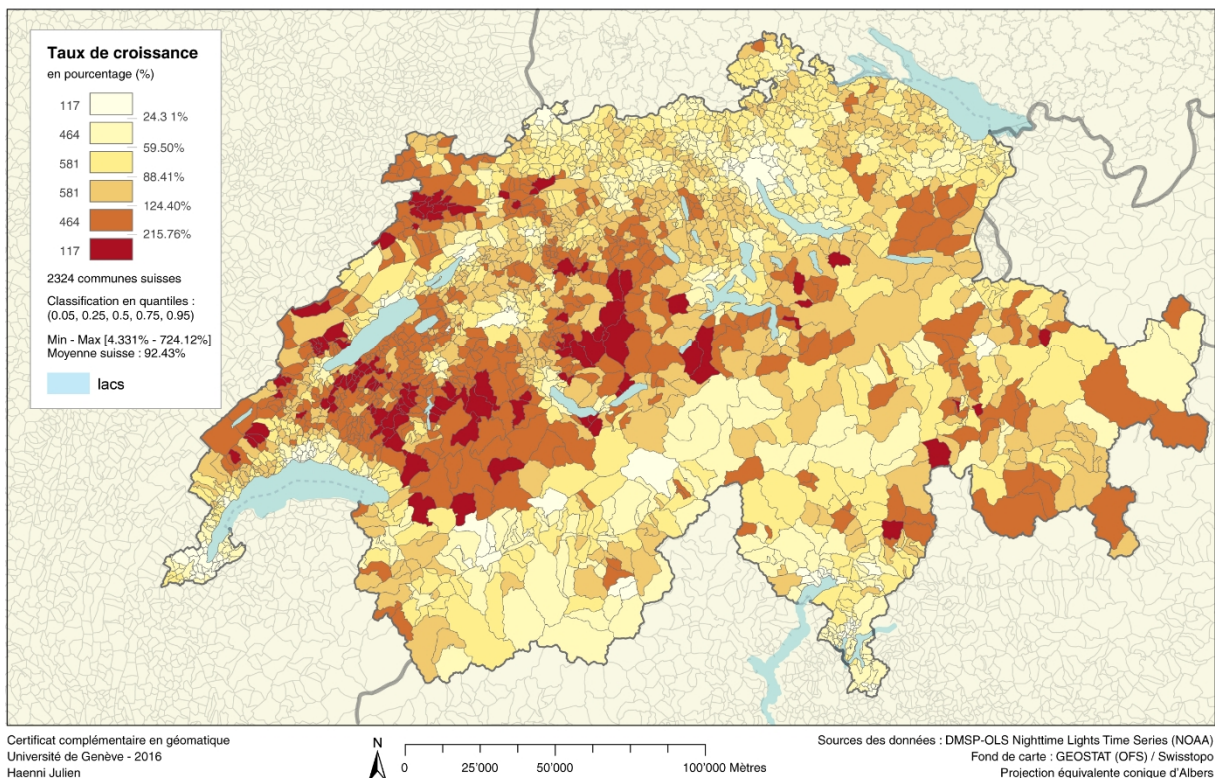 Taux de croissance
en pourcentage (%)
117
24.3 1%
464
59.50%
581
88.41%
581
124.40%
464
215.76%
117
2324 communes suisses
Classification en quantiles :
(0.05, 0.25, 0.5, 0.75, 0.95)
Min - Max [4.331% - 724.12%]
Moyenne suisse : 92.43%
lacs
Certificat complémentaire en géomatique
Université de Genève - 2016
Haenni Julien
N
0 25'000 50'000 100'000 Mètres
Sources des données : DMSP-OLS Nighttime Lights Time Series (NOAA)
Fond de carte : GEOSTAT (OFS) / Swisstopo
Projection équivalente conique d'Albers